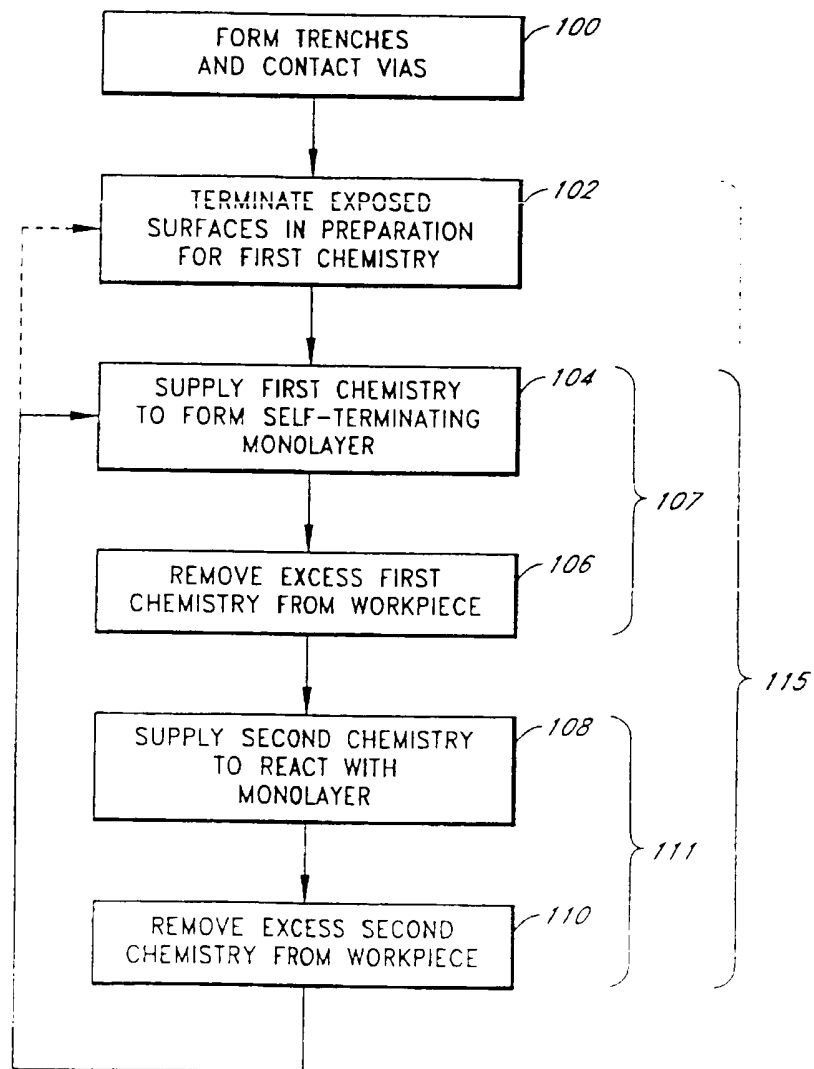 FORM TRENCHES
AND CONTACT VIAS
100
TERMINATE EXPOSED
SURFACES IN PREPARATION
FOR FIRST CHEMISTRY
102
SUPPLY FIRST CHEMISTRY
TO FORM SELF-TERMINATING
MONOLAYER
104
107
REMOVE EXCESS FIRST
CHEMISTRY FROM WORKPIECE
106
115
SUPPLY SECOND CHEMISTRY
TO REACT WITH
MONOLAYER
108
111
REMOVE EXCESS SECOND
CHEMISTRY FROM WORKPIECE
110